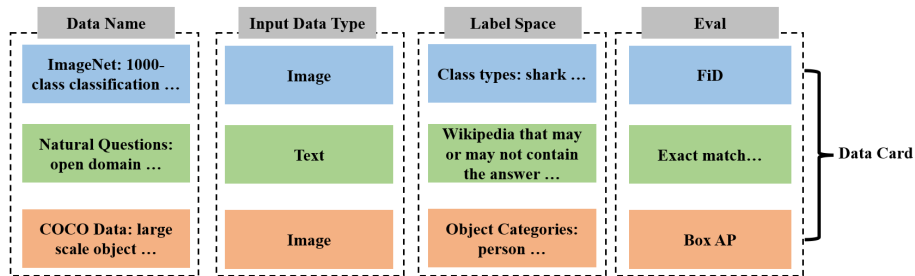 Data Name
Input Data Type
Label Space
Eval
ImageNet: 1000-
class classification …
Image
Class types: shark …
FiD
Natural Questions:
open domain …
Text
Wikipedia that may
or may not contain
the answer …
Exact match…
Data Card
COCO Data: large
scale object …
Image
Object Categories:
person …
Box AP